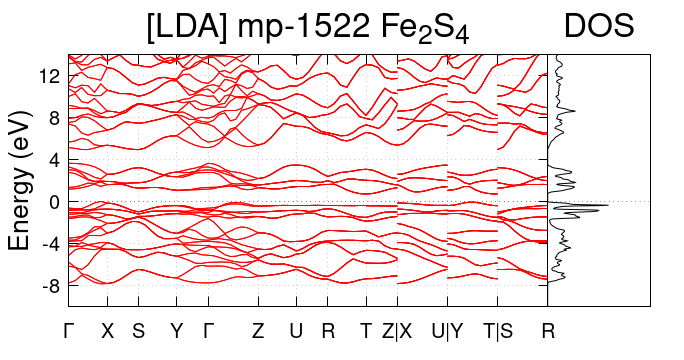 [LDA] mp-1522 Fe₂S₄ DOS
Energy (eV)
12
8
4
0
-4
-8
Γ X S Y Γ Z U R T Z|X U|Y T|S R